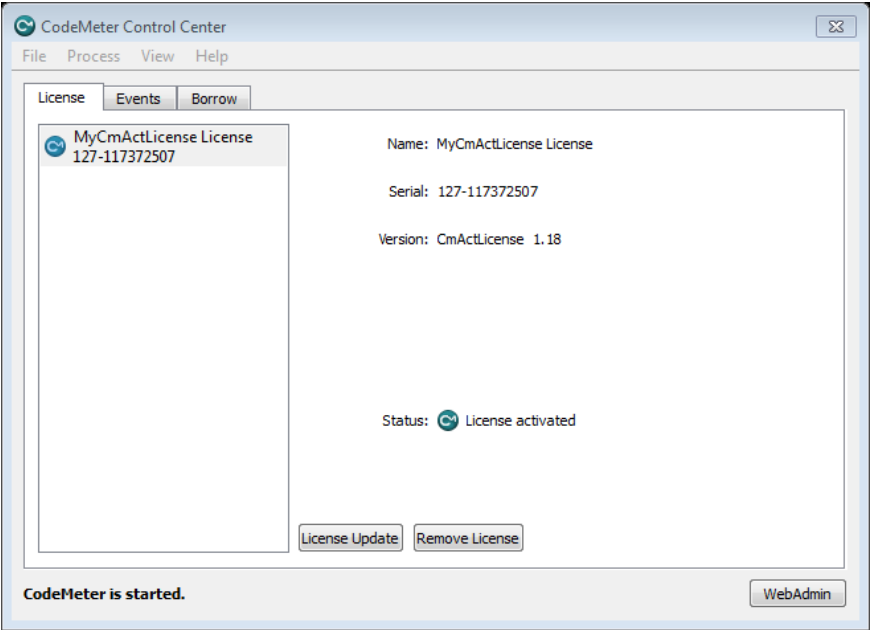 CodeMeter Control Center
File Process View Help
License Events Borrow
MyCmActLicense License
127-117372507
Name: MyCmActLicense License
Serial: 127-117372507
Version: CmActLicense 1.18
Status: License activated
License Update Remove License
CodeMeter is started.
WebAdmin